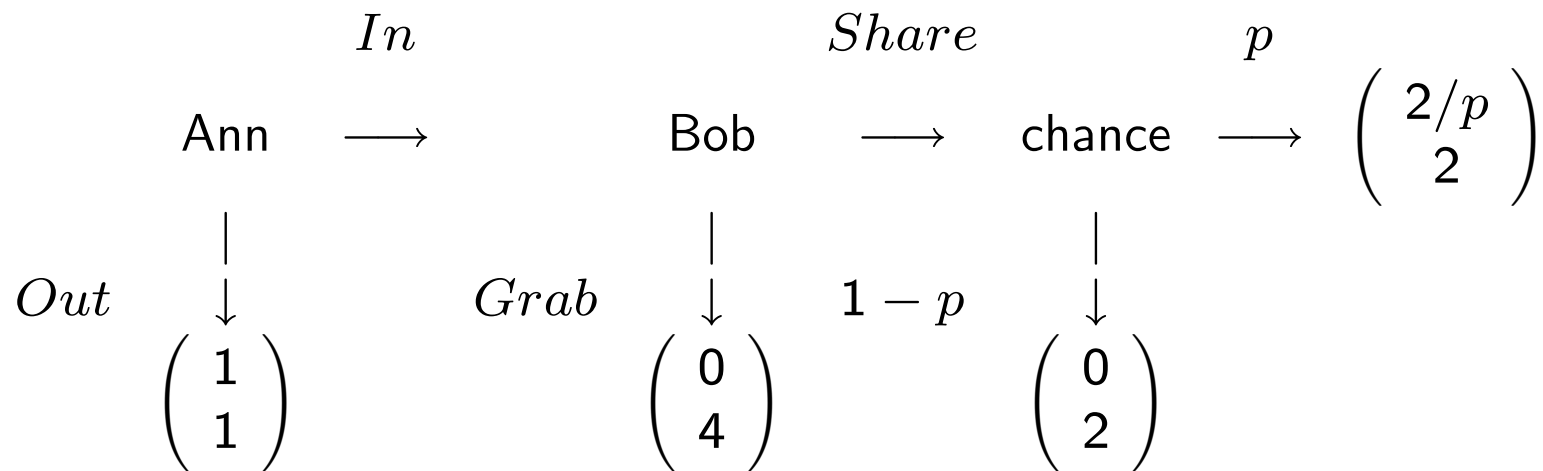 In Share p
Ann ⟶ Bob ⟶ chance ⟶ ( 2/p
2 )
Out ↓ Grab ↓ 1 − p ↓
( 1 ) ( 0 ) ( 0 )
( 1 ) ( 4 ) ( 2 )